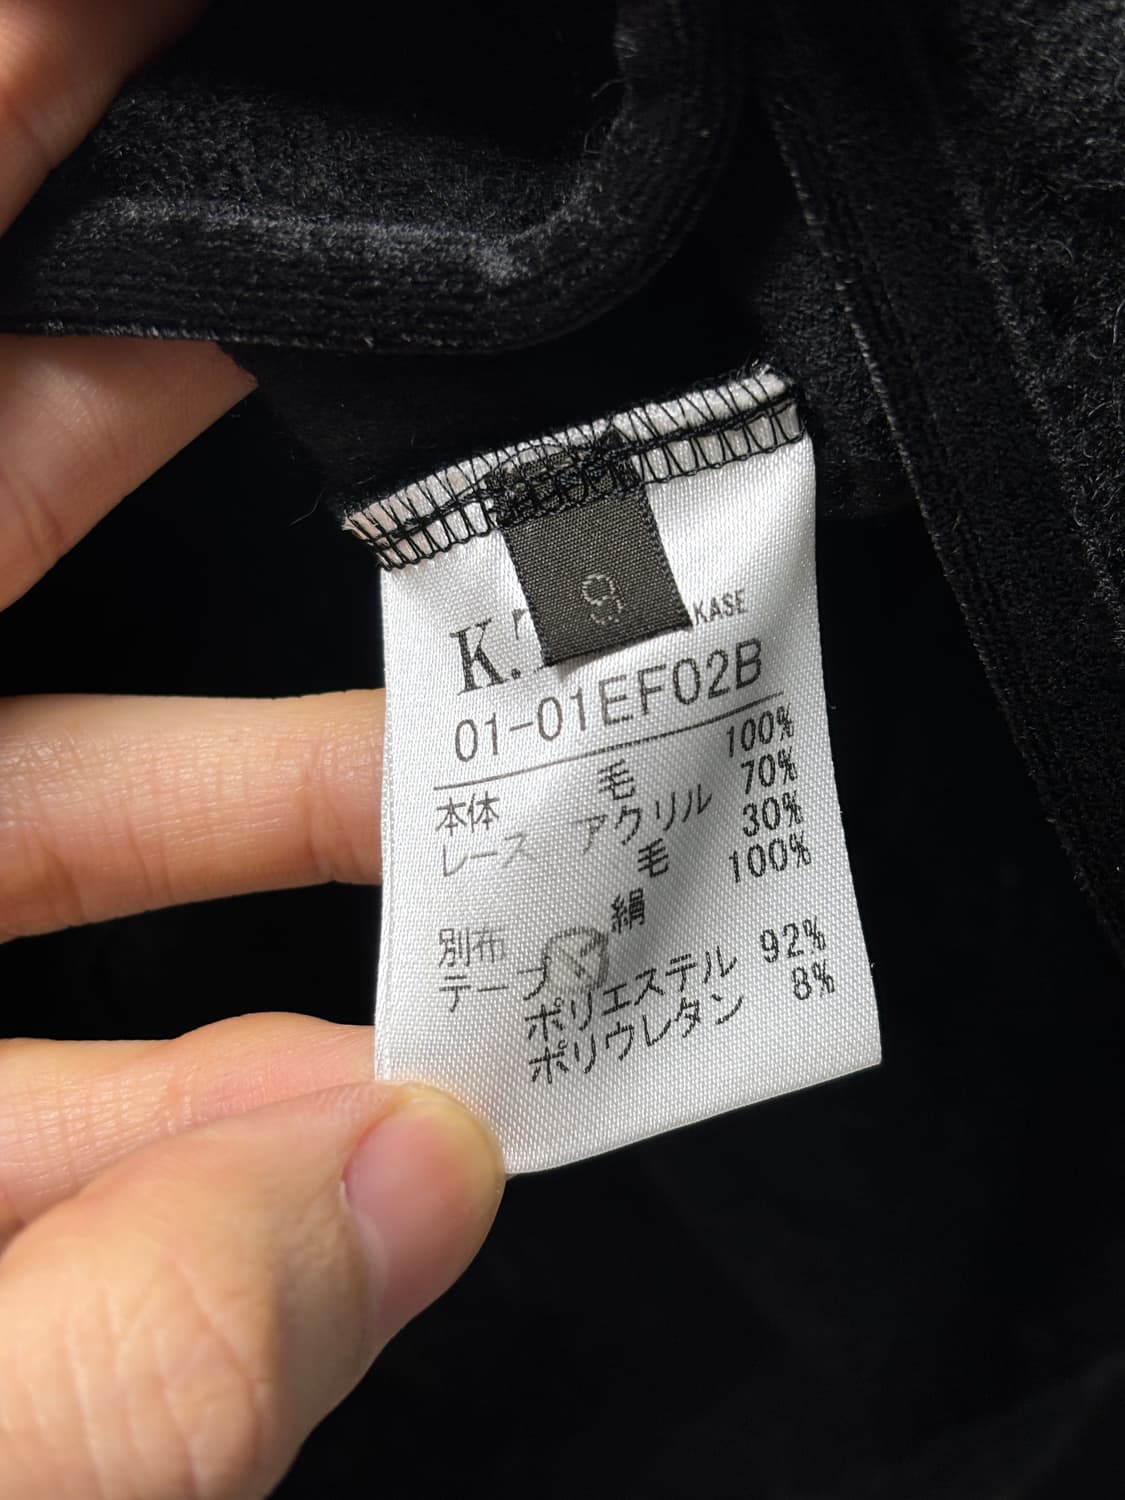 9
K.T
KASE
01-01EF02B
本体 毛 100%
レース アクリル 70%
毛 30%
別布 絹 100%
テープ
ポリエステル 92%
ポリウレタン 8%